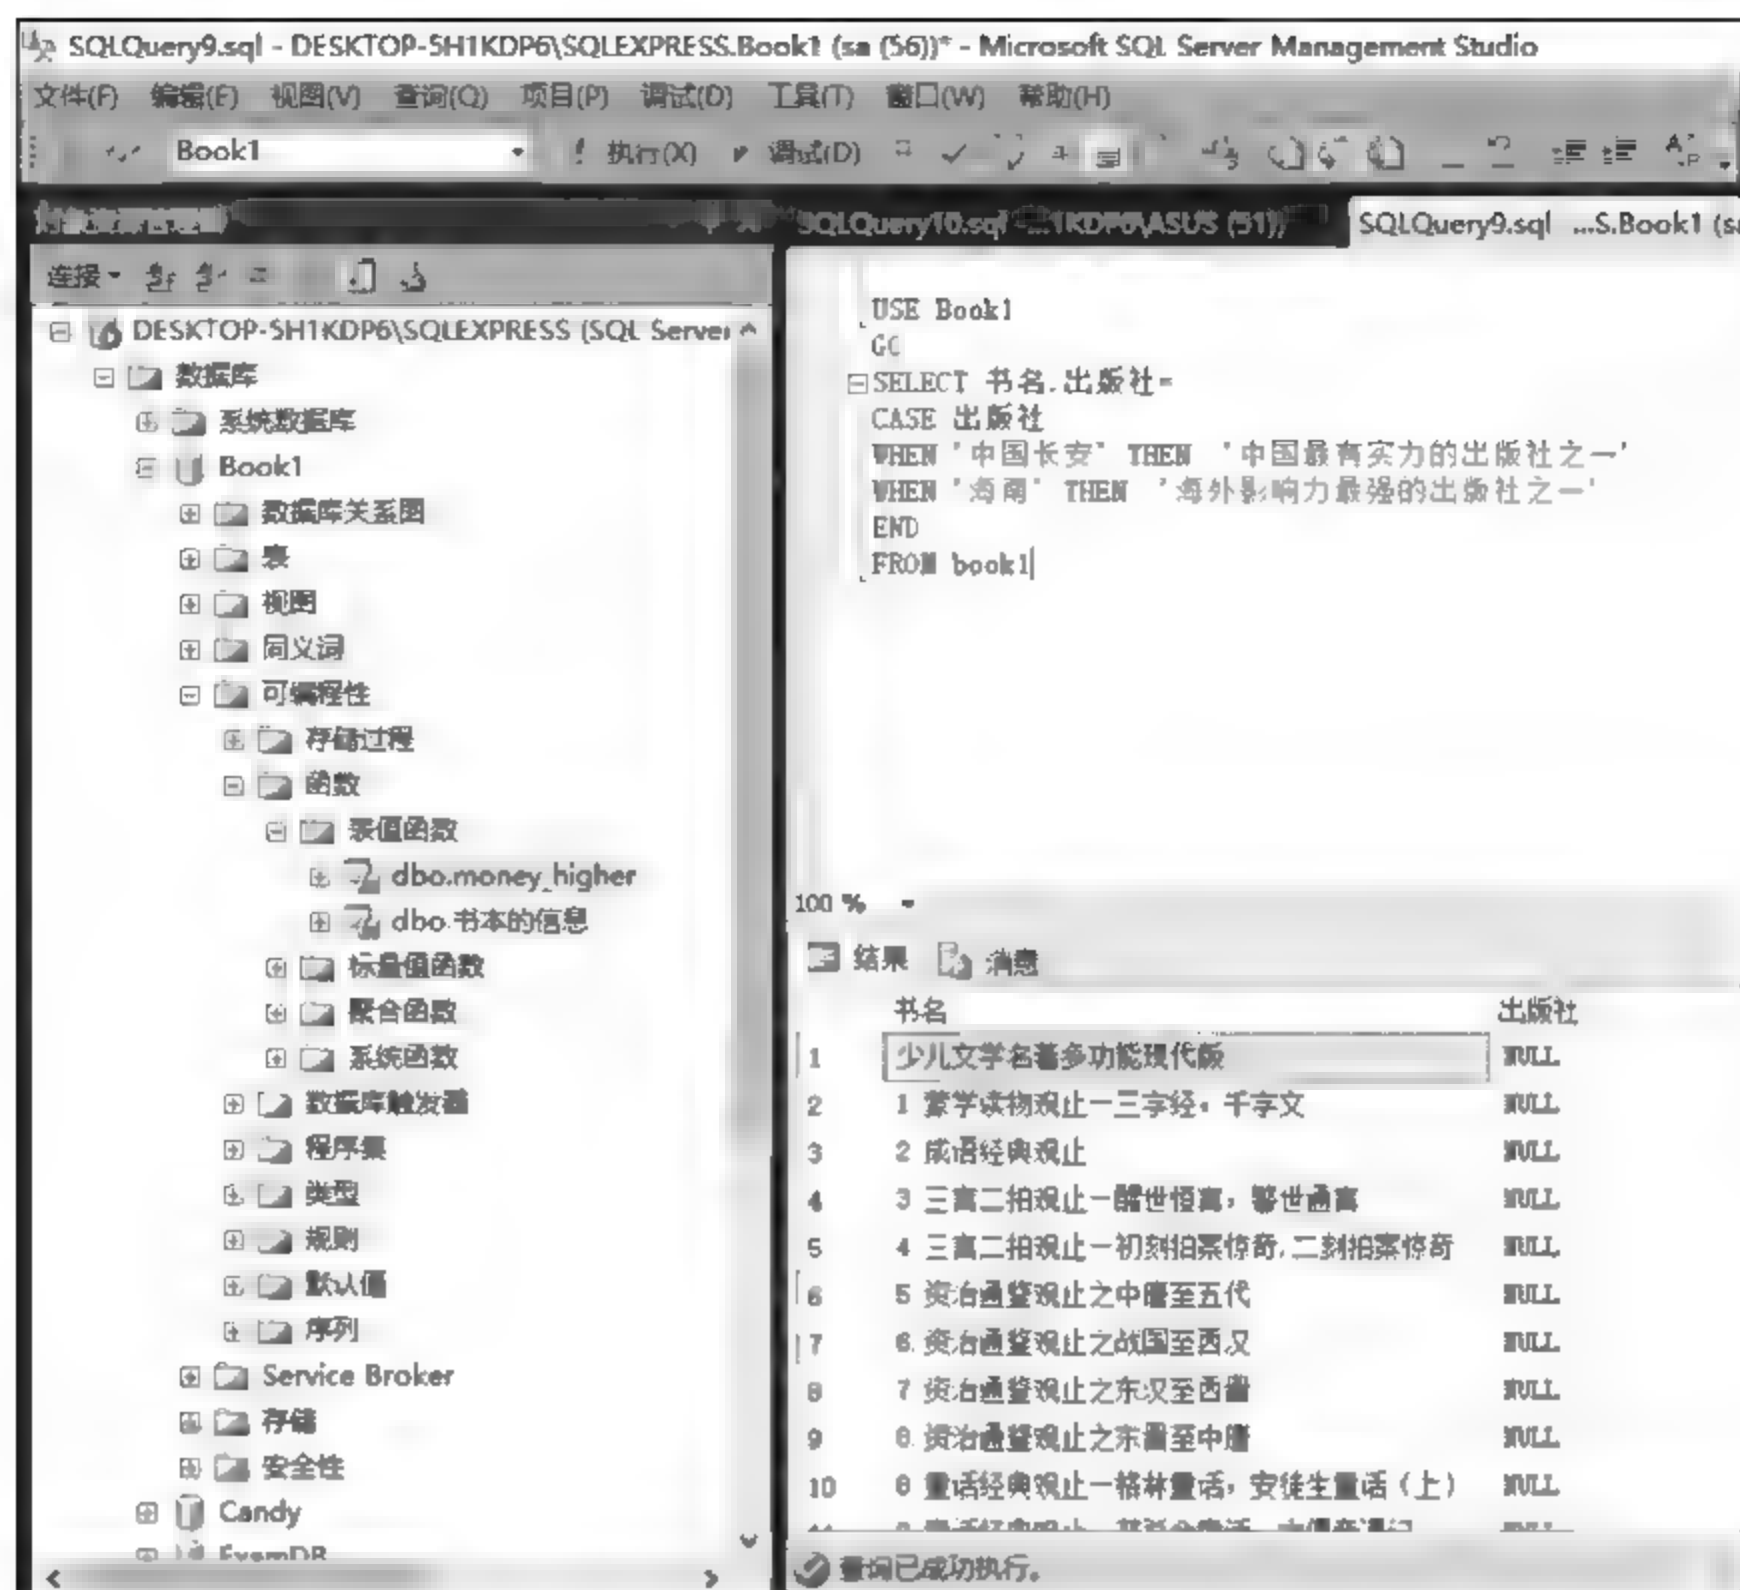 SQLQuery9.sql - DESKTOP-5H1KDP6\SQLEXPRESS.Book1 (sa (56))* - Microsoft SQL Server Management Studio
文件(F) 编辑(E) 视图(V) 查询(Q) 项目(P) 调试(D) 工具(T) 窗口(W) 帮助(H)
Book1 执行(X) 调试(D)
SQLQuery10.sql ...1KDP6\ASUS (51)) SQLQuery9.sql ...S.Book1 (sa
连接
DESKTOP-5H1KDP6\SQLEXPRESS (SQL Server
数据库
系统数据库
Book1
数据库关系图
表
视图
同义词
可编程性
存储过程
函数
表值函数
dbo.money_higher
dbo.书本的信息
标量值函数
聚合函数
系统函数
数据库触发器
程序集
类型
规则
默认值
序列
Service Broker
存储
安全性
Candy
ExamDB
USE Book1
GO
SELECT 书名,出版社=
CASE 出版社
WHEN '中国长安' THEN '中国最有实力的出版社之一'
WHEN '海南' THEN '海外影响力最强的出版社之一'
END
FROM book1
100 %
结果 消息
书名 出版社
1 少儿文学名著多功能现代版 NULL
2 1 蒙学读物观止—三字经，千字文 NULL
3 2 成语经典观止 NULL
4 3 三言二拍观止—醒世恒言，警世通言 NULL
5 4 三言二拍观止—初刻拍案惊奇,二刻拍案惊奇 NULL
6 5 资治通鉴观止之中唐至五代 NULL
7 6 资治通鉴观止之战国至西汉 NULL
8 7 资治通鉴观止之东汉至西晋 NULL
9 8 资治通鉴观止之东晋至中唐 NULL
10 8 童话经典观止—格林童话，安徒生童话（上） NULL
查询已成功执行。